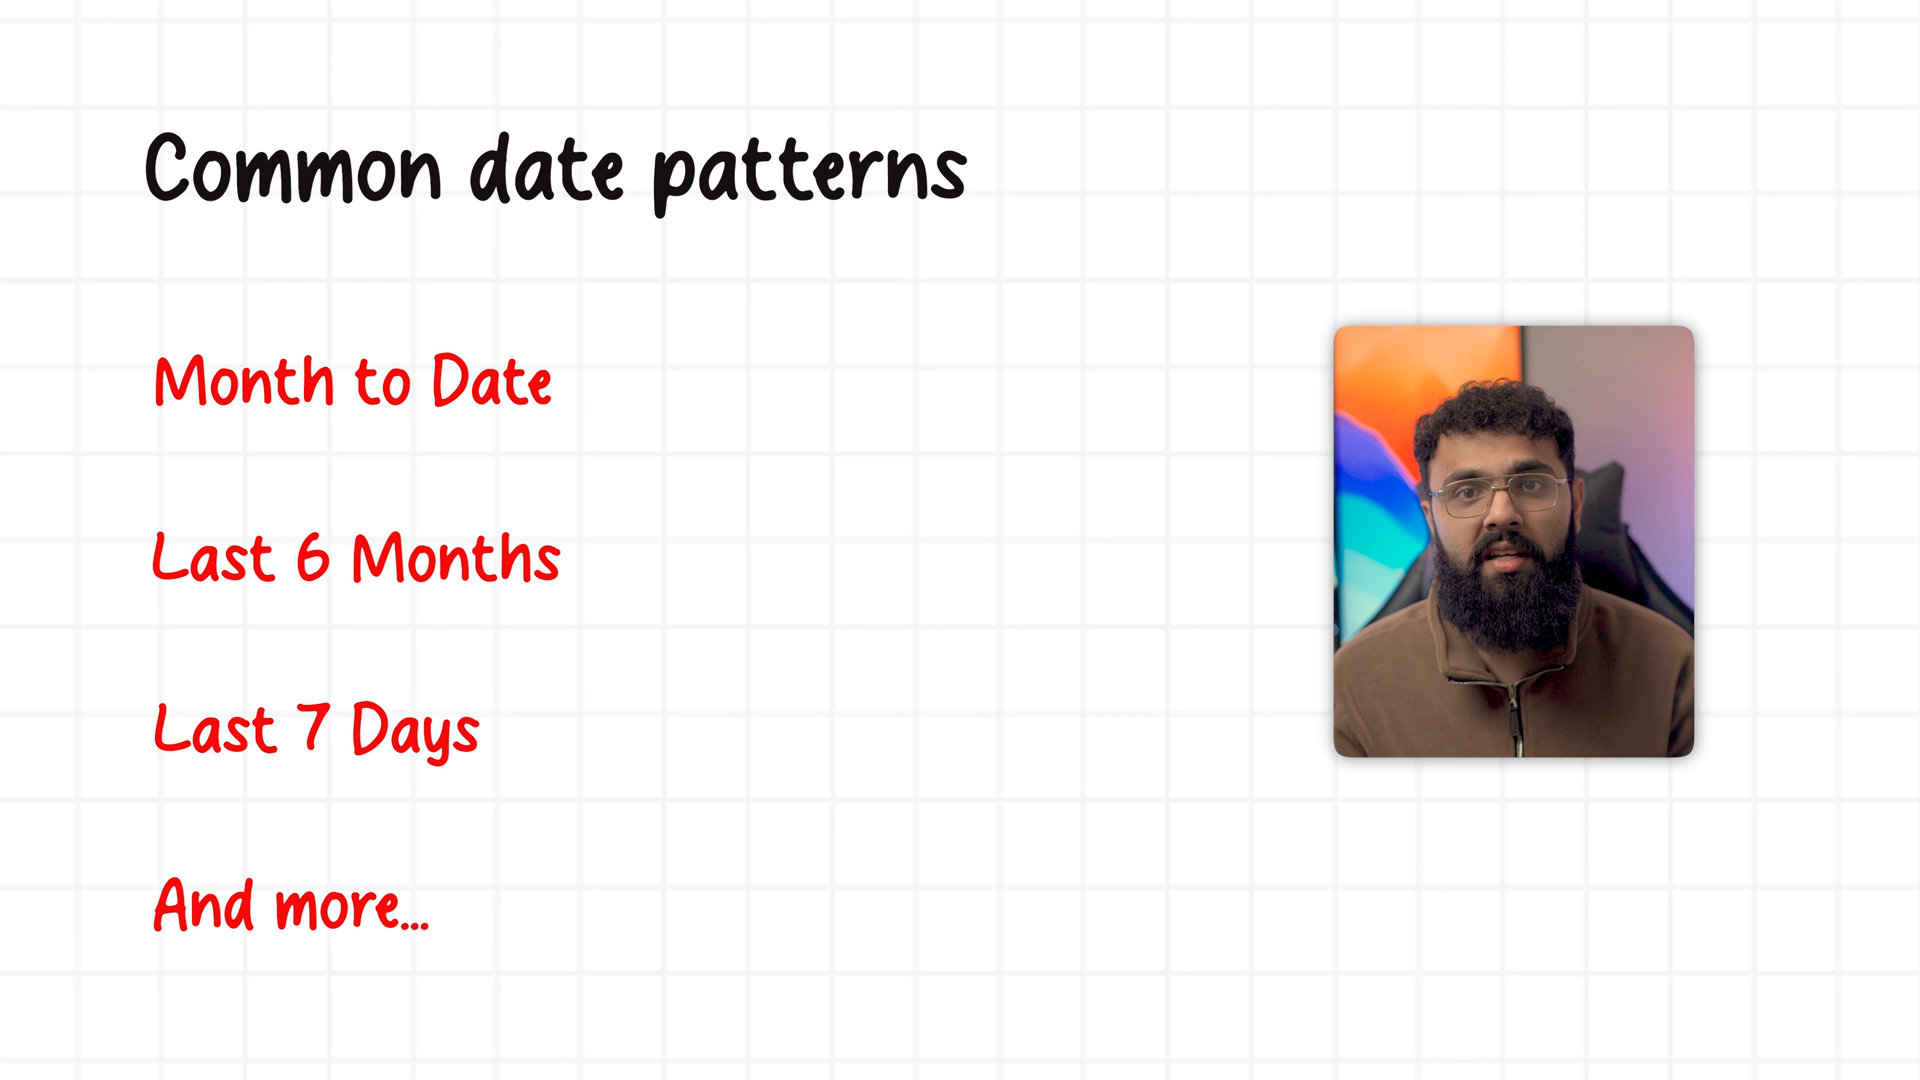 Common date patterns
Month to Date
Last 6 Months
Last 7 Days
And more...